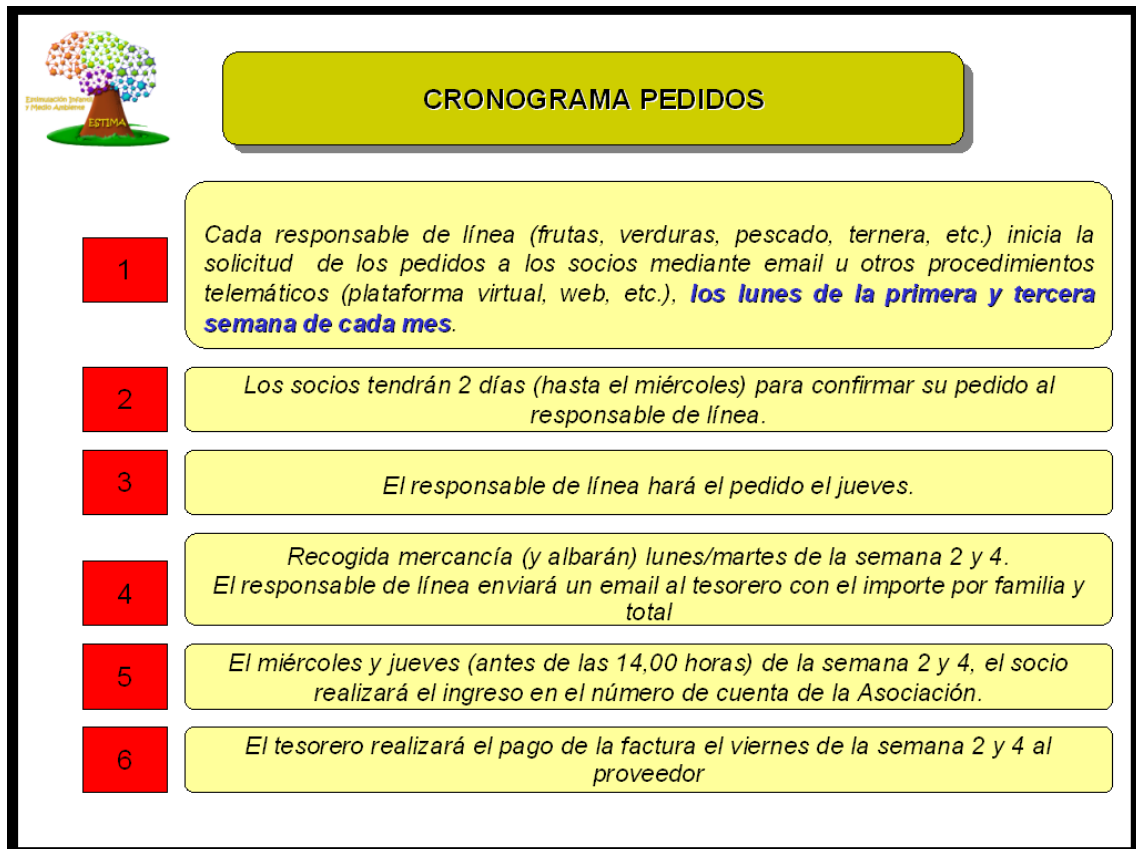 Estimulación Infantil
y Medio Ambiente
ESTIMA
CRONOGRAMA PEDIDOS
1
Cada responsable de línea (frutas, verduras, pescado, ternera, etc.) inicia la
solicitud de los pedidos a los socios mediante email u otros procedimientos
telemáticos (plataforma virtual, web, etc.), los lunes de la primera y tercera
semana de cada mes.
2
Los socios tendrán 2 días (hasta el miércoles) para confirmar su pedido al
responsable de línea.
3
El responsable de línea hará el pedido el jueves.
4
Recogida mercancía (y albarán) lunes/martes de la semana 2 y 4.
El responsable de línea enviará un email al tesorero con el importe por familia y
total
5
El miércoles y jueves (antes de las 14,00 horas) de la semana 2 y 4, el socio
realizará el ingreso en el número de cuenta de la Asociación.
6
El tesorero realizará el pago de la factura el viernes de la semana 2 y 4 al
proveedor